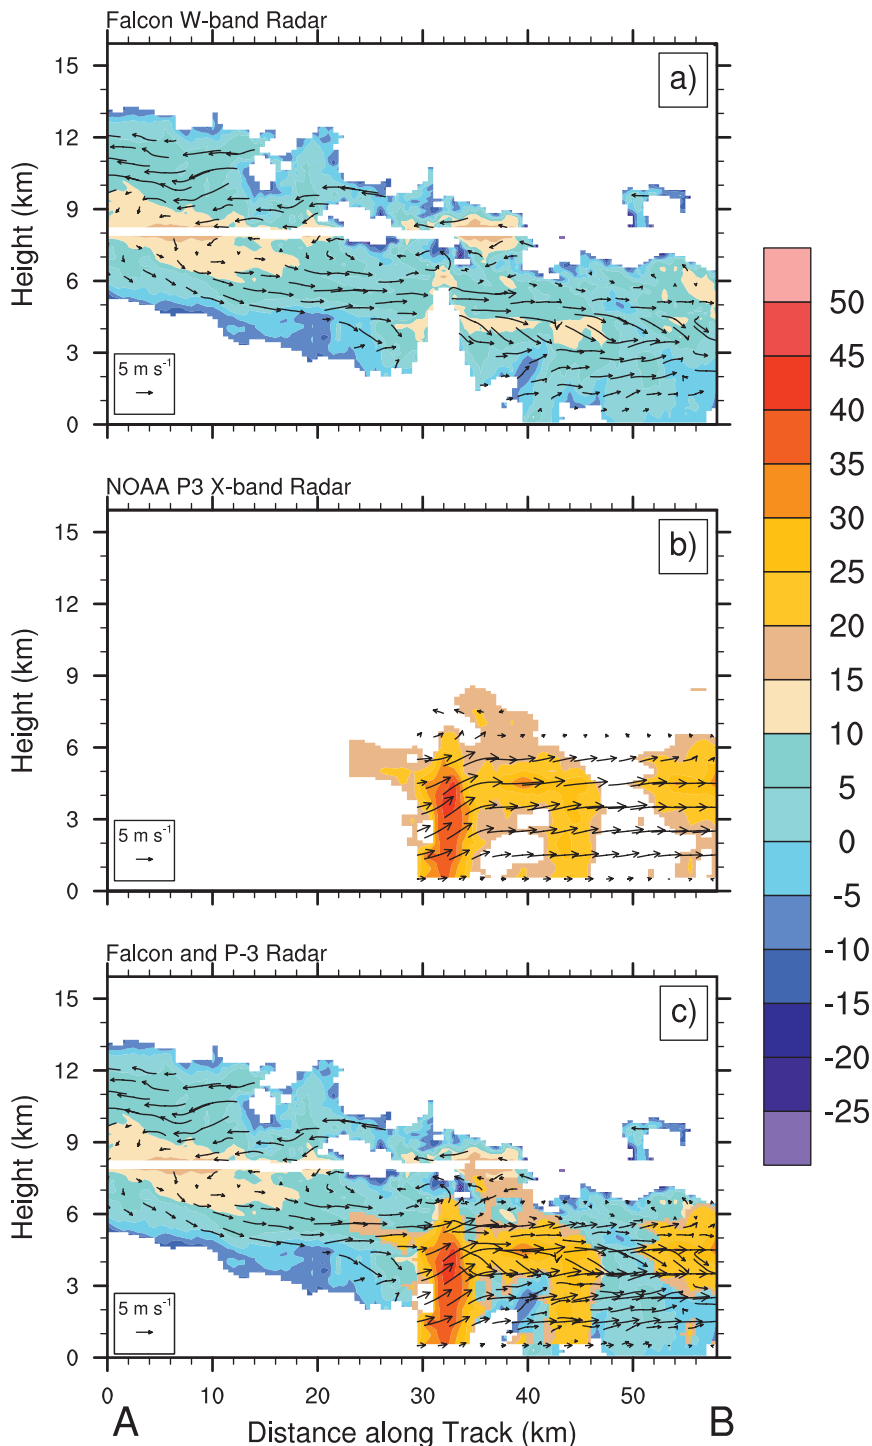 Falcon W-band Radar
a)
15
12
9
6
3
0
Height (km)
5 m s⁻¹
NOAA P3 X-band Radar
b)
15
12
9
6
3
0
Height (km)
5 m s⁻¹
Falcon and P-3 Radar
c)
15
12
9
6
3
0
Height (km)
5 m s⁻¹
0 10 20 30 40 50
A Distance along Track (km) B
50
45
40
35
30
25
20
15
10
5
0
-5
-10
-15
-20
-25